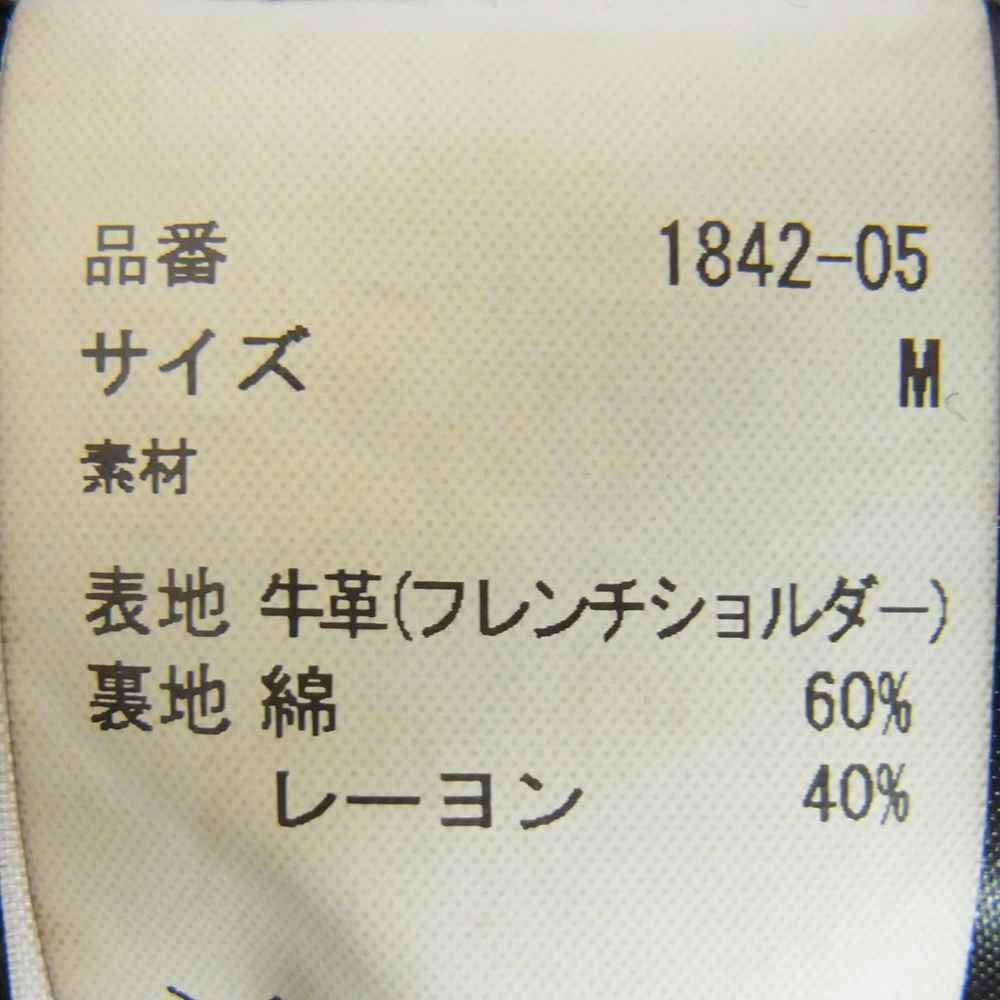 品番 1842-05
サイズ M
素材
表地 牛革(フレンチショルダー)
裏地 綿 60%
レーヨン 40%